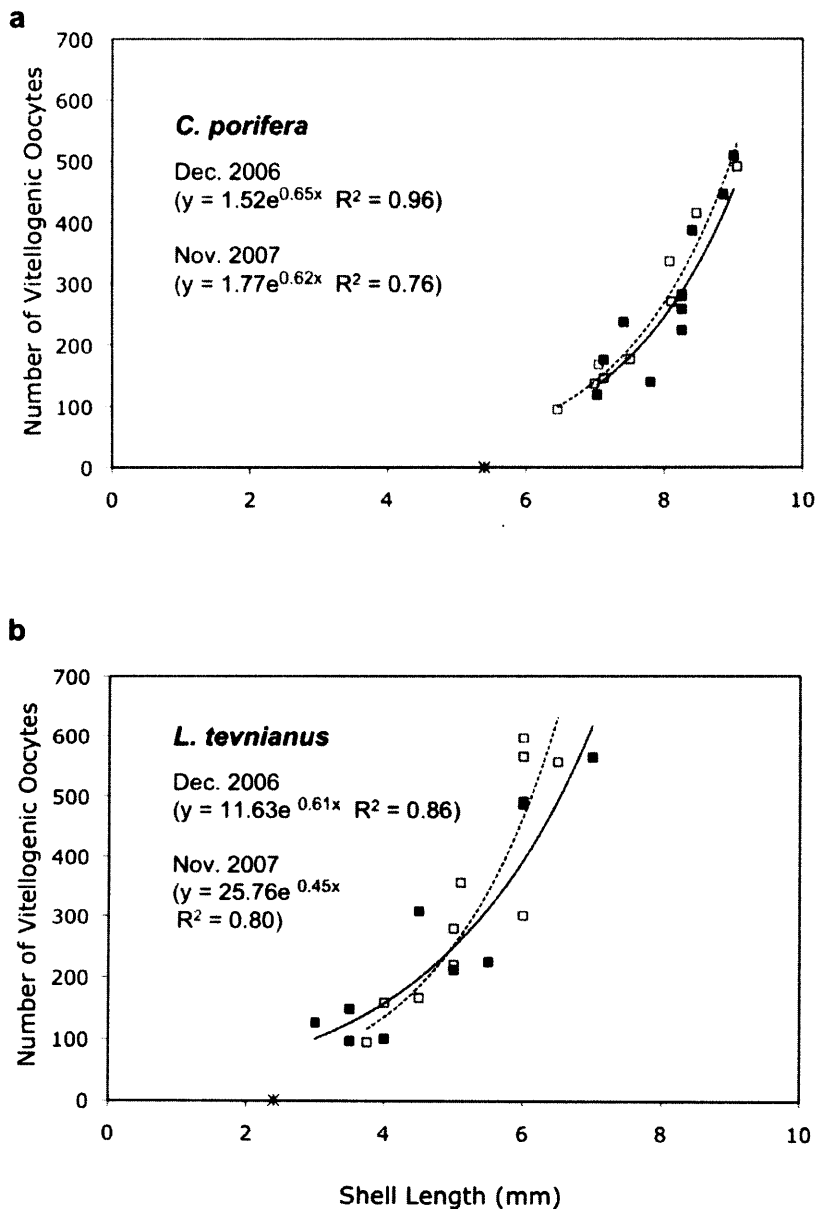 a
Number of Vitellogenic Oocytes
700
600
500
400
300
200
100
0
C. porifera
Dec. 2006
(y = 1.52e^0.65x R² = 0.96)
Nov. 2007
(y = 1.77e^0.62x R² = 0.76)
0 2 4 6 8 10
b
Number of Vitellogenic Oocytes
700
600
500
400
300
200
100
0
L. tevnianus
Dec. 2006
(y = 11.63e^0.61x R² = 0.86)
Nov. 2007
(y = 25.76e^0.45x
R² = 0.80)
0 2 4 6 8 10
Shell Length (mm)